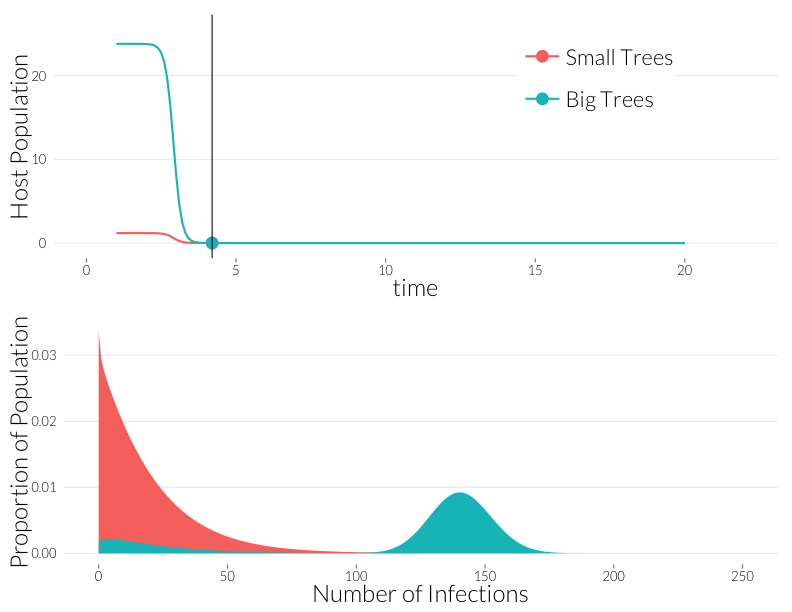 Host Population
20
10
0
Small Trees
Big Trees
0 5 10 15 20
time
Proportion of Population
0.03
0.02
0.01
0.00
0 50 100 150 200 250
Number of Infections